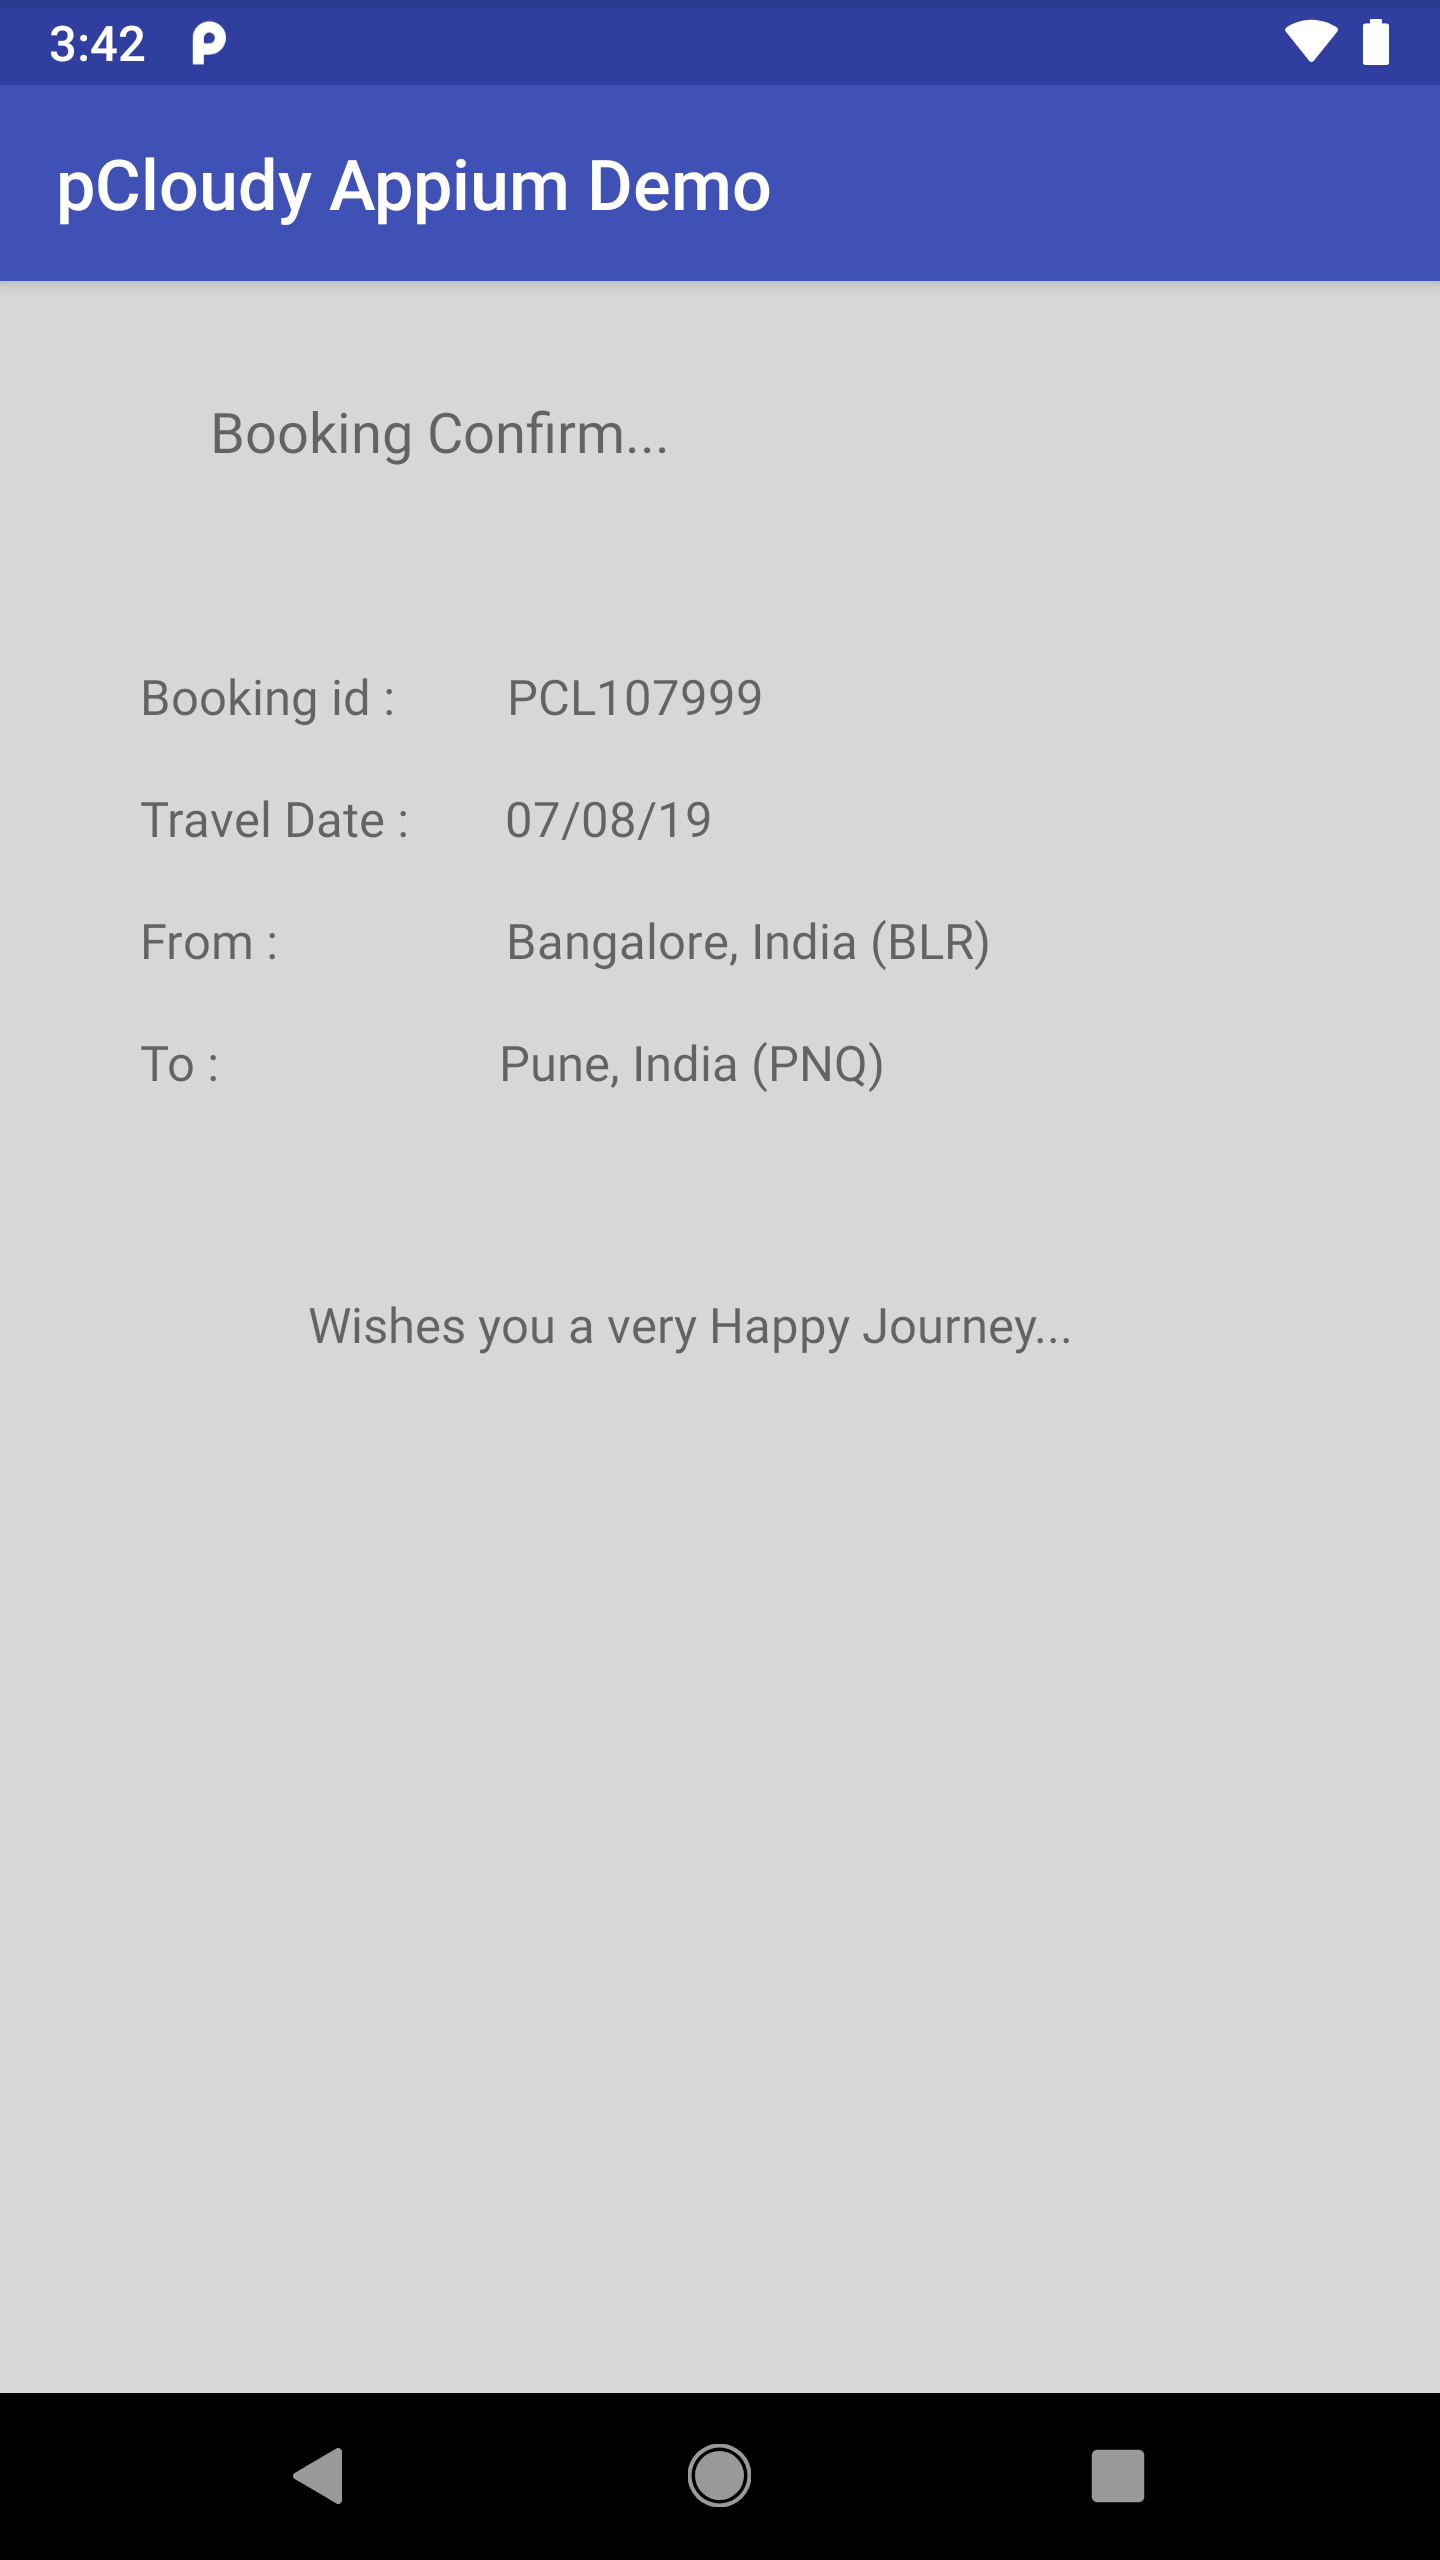 3:42
pCloudy Appium Demo
Booking Confirm...
Booking id : PCL107999
Travel Date : 07/08/19
From : Bangalore, India (BLR)
To : Pune, India (PNQ)
Wishes you a very Happy Journey...